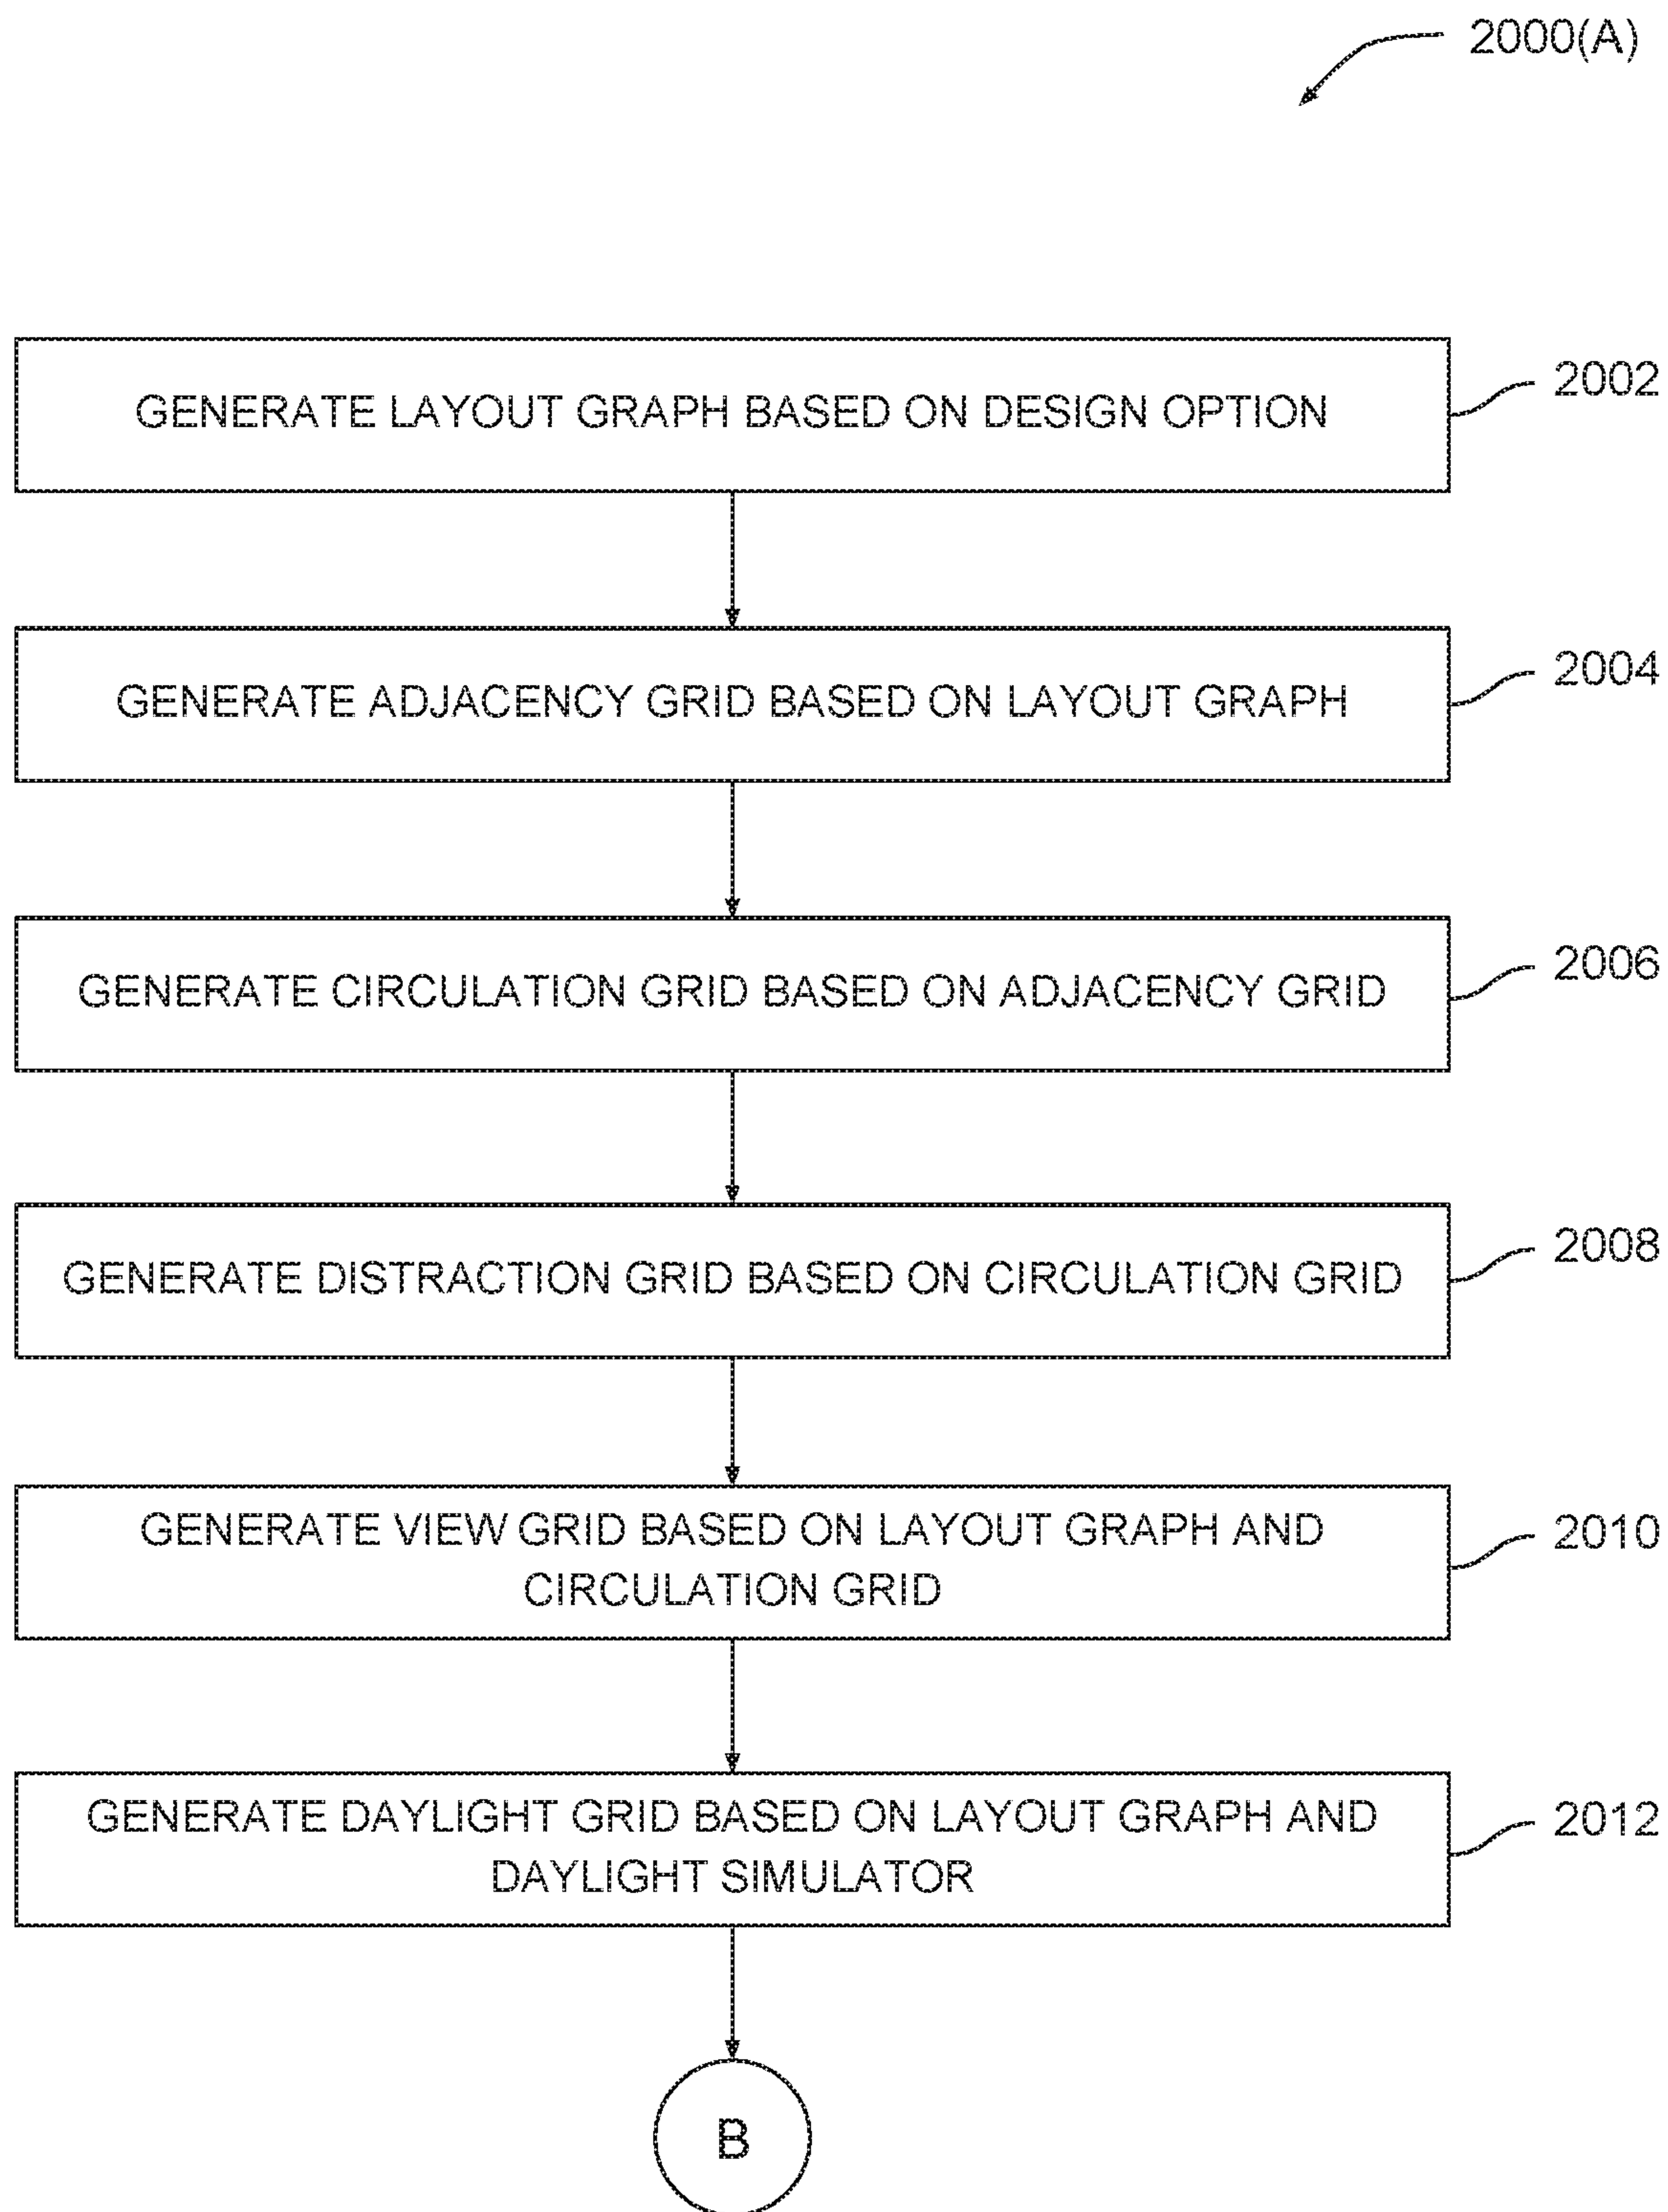 2000(A)
GENERATE LAYOUT GRAPH BASED ON DESIGN OPTION
2002
GENERATE ADJACENCY GRID BASED ON LAYOUT GRAPH
2004
GENERATE CIRCULATION GRID BASED ON ADJACENCY GRID
2006
GENERATE DISTRACTION GRID BASED ON CIRCULATION GRID
2008
GENERATE VIEW GRID BASED ON LAYOUT GRAPH AND
CIRCULATION GRID
2010
GENERATE DAYLIGHT GRID BASED ON LAYOUT GRAPH AND
DAYLIGHT SIMULATOR
2012
B